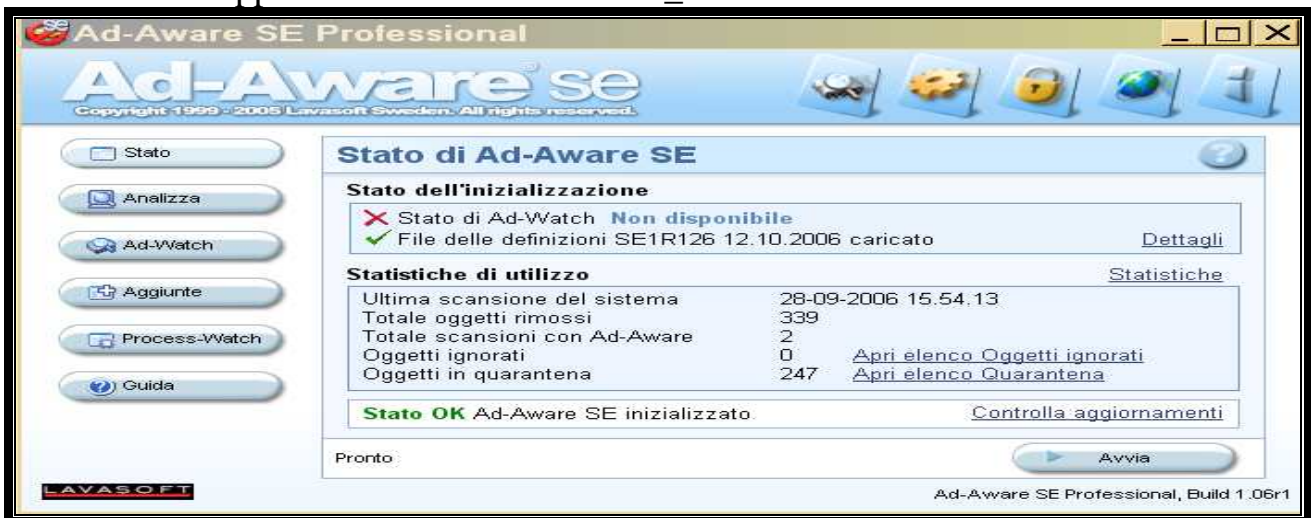 Ad-Aware SE Professional
Ad-Aware SE
Copyright 1999 - 2005 Lavasoft Sweden. All rights reserved.
Stato
Analizza
Ad-Watch
Aggiunte
Process-Watch
Guida
Stato di Ad-Aware SE
Stato dell'inizializzazione
Stato di Ad-Watch Non disponibile
File delle definizioni SE1R126 12.10.2006 caricato Dettagli
Statistiche di utilizzo Statistiche
Ultima scansione del sistema 28-09-2006 15.54.13
Totale oggetti rimossi 339
Totale scansioni con Ad-Aware 2
Oggetti ignorati 0 Apri elenco Oggetti ignorati
Oggetti in quarantena 247 Apri elenco Quarantena
Stato OK Ad-Aware SE inizializzato Controlla aggiornamenti
Pronto Avvia
LAVASOFT
Ad-Aware SE Professional, Build 1.06r1